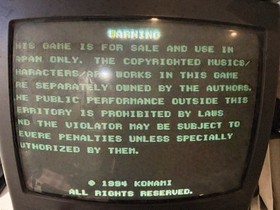 WARNING
HIS GAME IS FOR SALE AND USE IN
APAN ONLY. THE COPYRIGHTED MUSICS/
HARACTERS/ART WORKS IN THIS GAME
RE SEPARATELY OWNED BY THE AUTHORS.
HE PUBLIC PERFORMANCE OUTSIDE THIS
ERRITORY IS PROHIBITED BY LAWS
ND THE VIOLATOR MAY BE SUBJECT TO
EVERE PENALTIES UNLESS SPECIALLY
UTHORIZED BY THEM.
© 1994 KONAMI
ALL RIGHTS RESERVED.